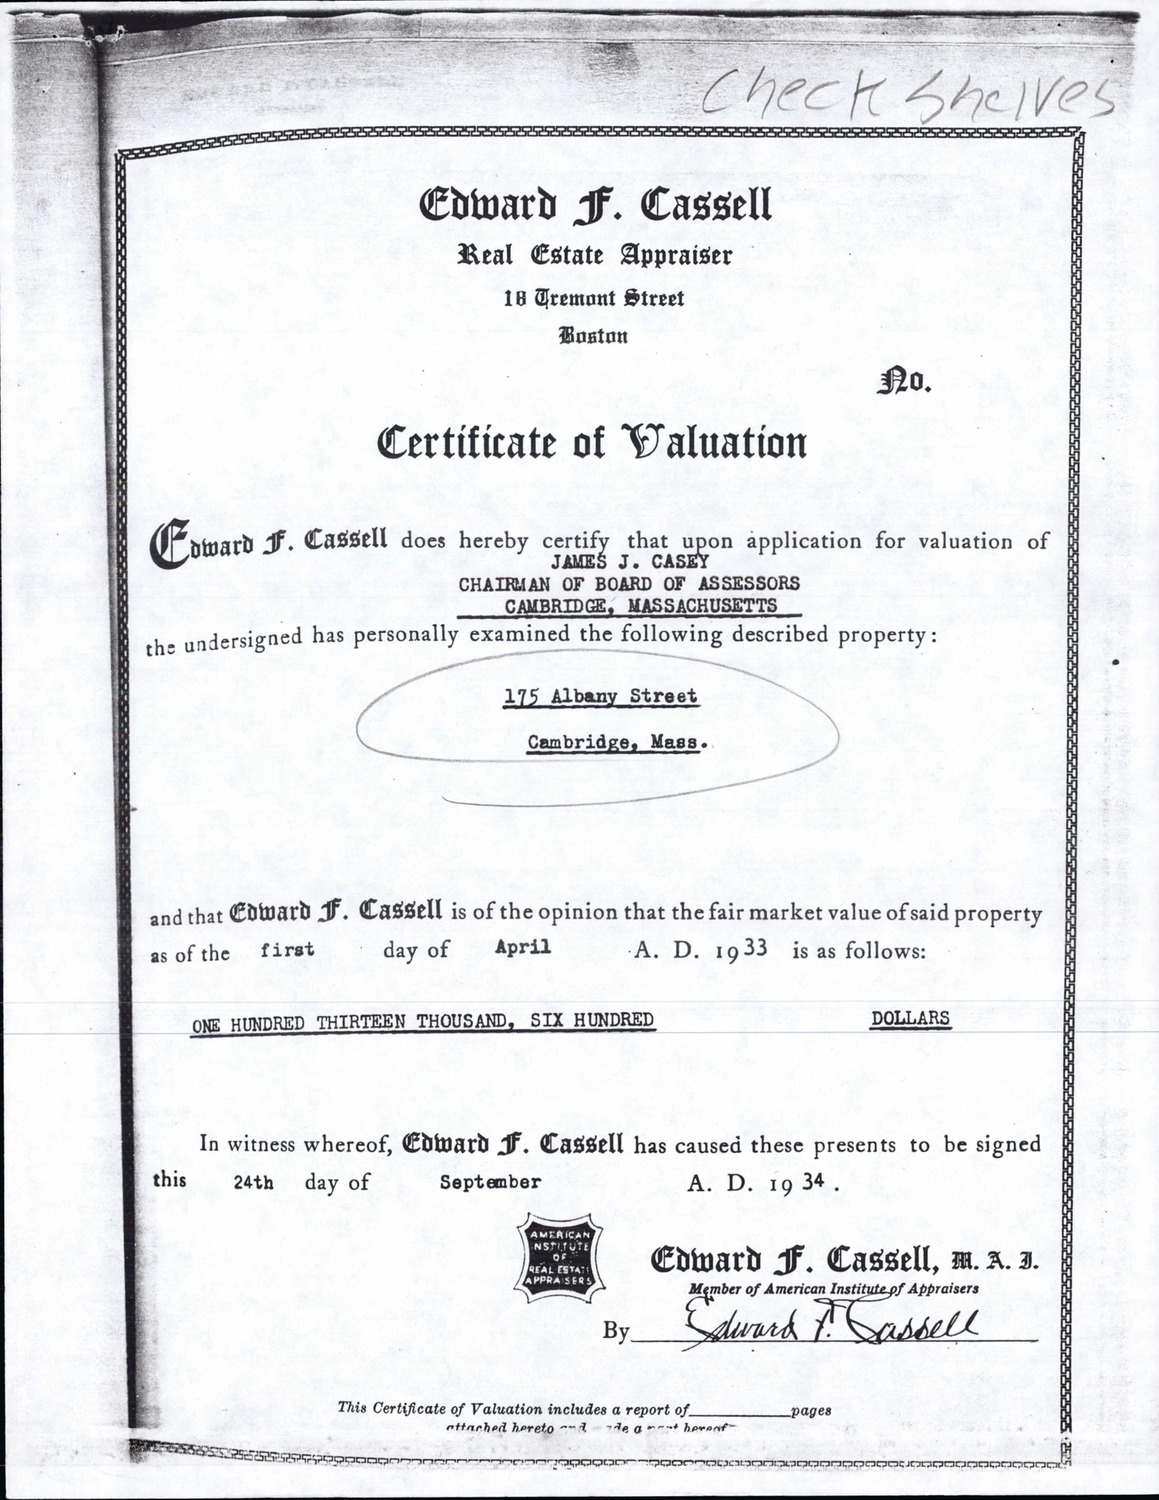 Check Shelves
Edward F. Cassell
Real Estate Appraiser
18 Tremont Street
Boston
No.
Certificate of Valuation
Edward F. Cassell does hereby certify that upon application for valuation of
JAMES J. CASEY
CHAIRMAN OF BOARD OF ASSESSORS
CAMBRIDGE, MASSACHUSETTS
the undersigned has personally examined the following described property:
175 Albany Street
Cambridge, Mass.
and that Edward F. Cassell is of the opinion that the fair market value of said property
as of the first day of April A. D. 1933 is as follows:
ONE HUNDRED THIRTEEN THOUSAND, SIX HUNDRED DOLLARS
In witness whereof, Edward F. Cassell has caused these presents to be signed
this 24th day of September A. D. 1934.
AMERICAN
INSTITUTE
OF
REAL ESTATE
APPRAISERS
Edward F. Cassell, M. A. I.
Member of American Institute of Appraisers
By Edward F. Cassell
This Certificate of Valuation includes a report of pages
attached hereto hereof